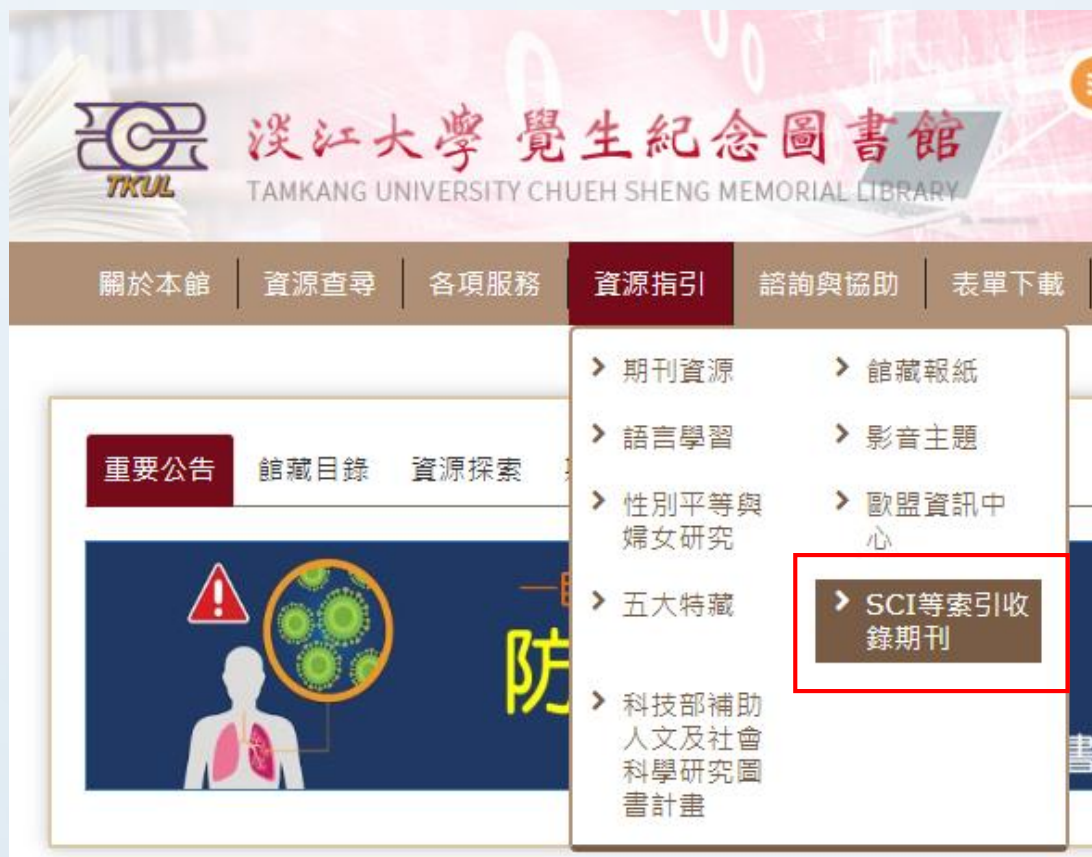 淡江大學 覺生紀念圖書館
TKUL
TAMKANG UNIVERSITY CHUEH SHENG MEMORIAL LIBRARY
關於本館 資源查尋 各項服務 資源指引 諮詢與協助 表單下載
期刊資源 館藏報紙
語言學習 影音主題
性別平等與 歐盟資訊中
婦女研究 心
五大特藏 SCI等索引收
錄期刊
科技部補助
人文及社會
科學研究圖
書計畫
重要公告 館藏目錄 資源探索
防
書